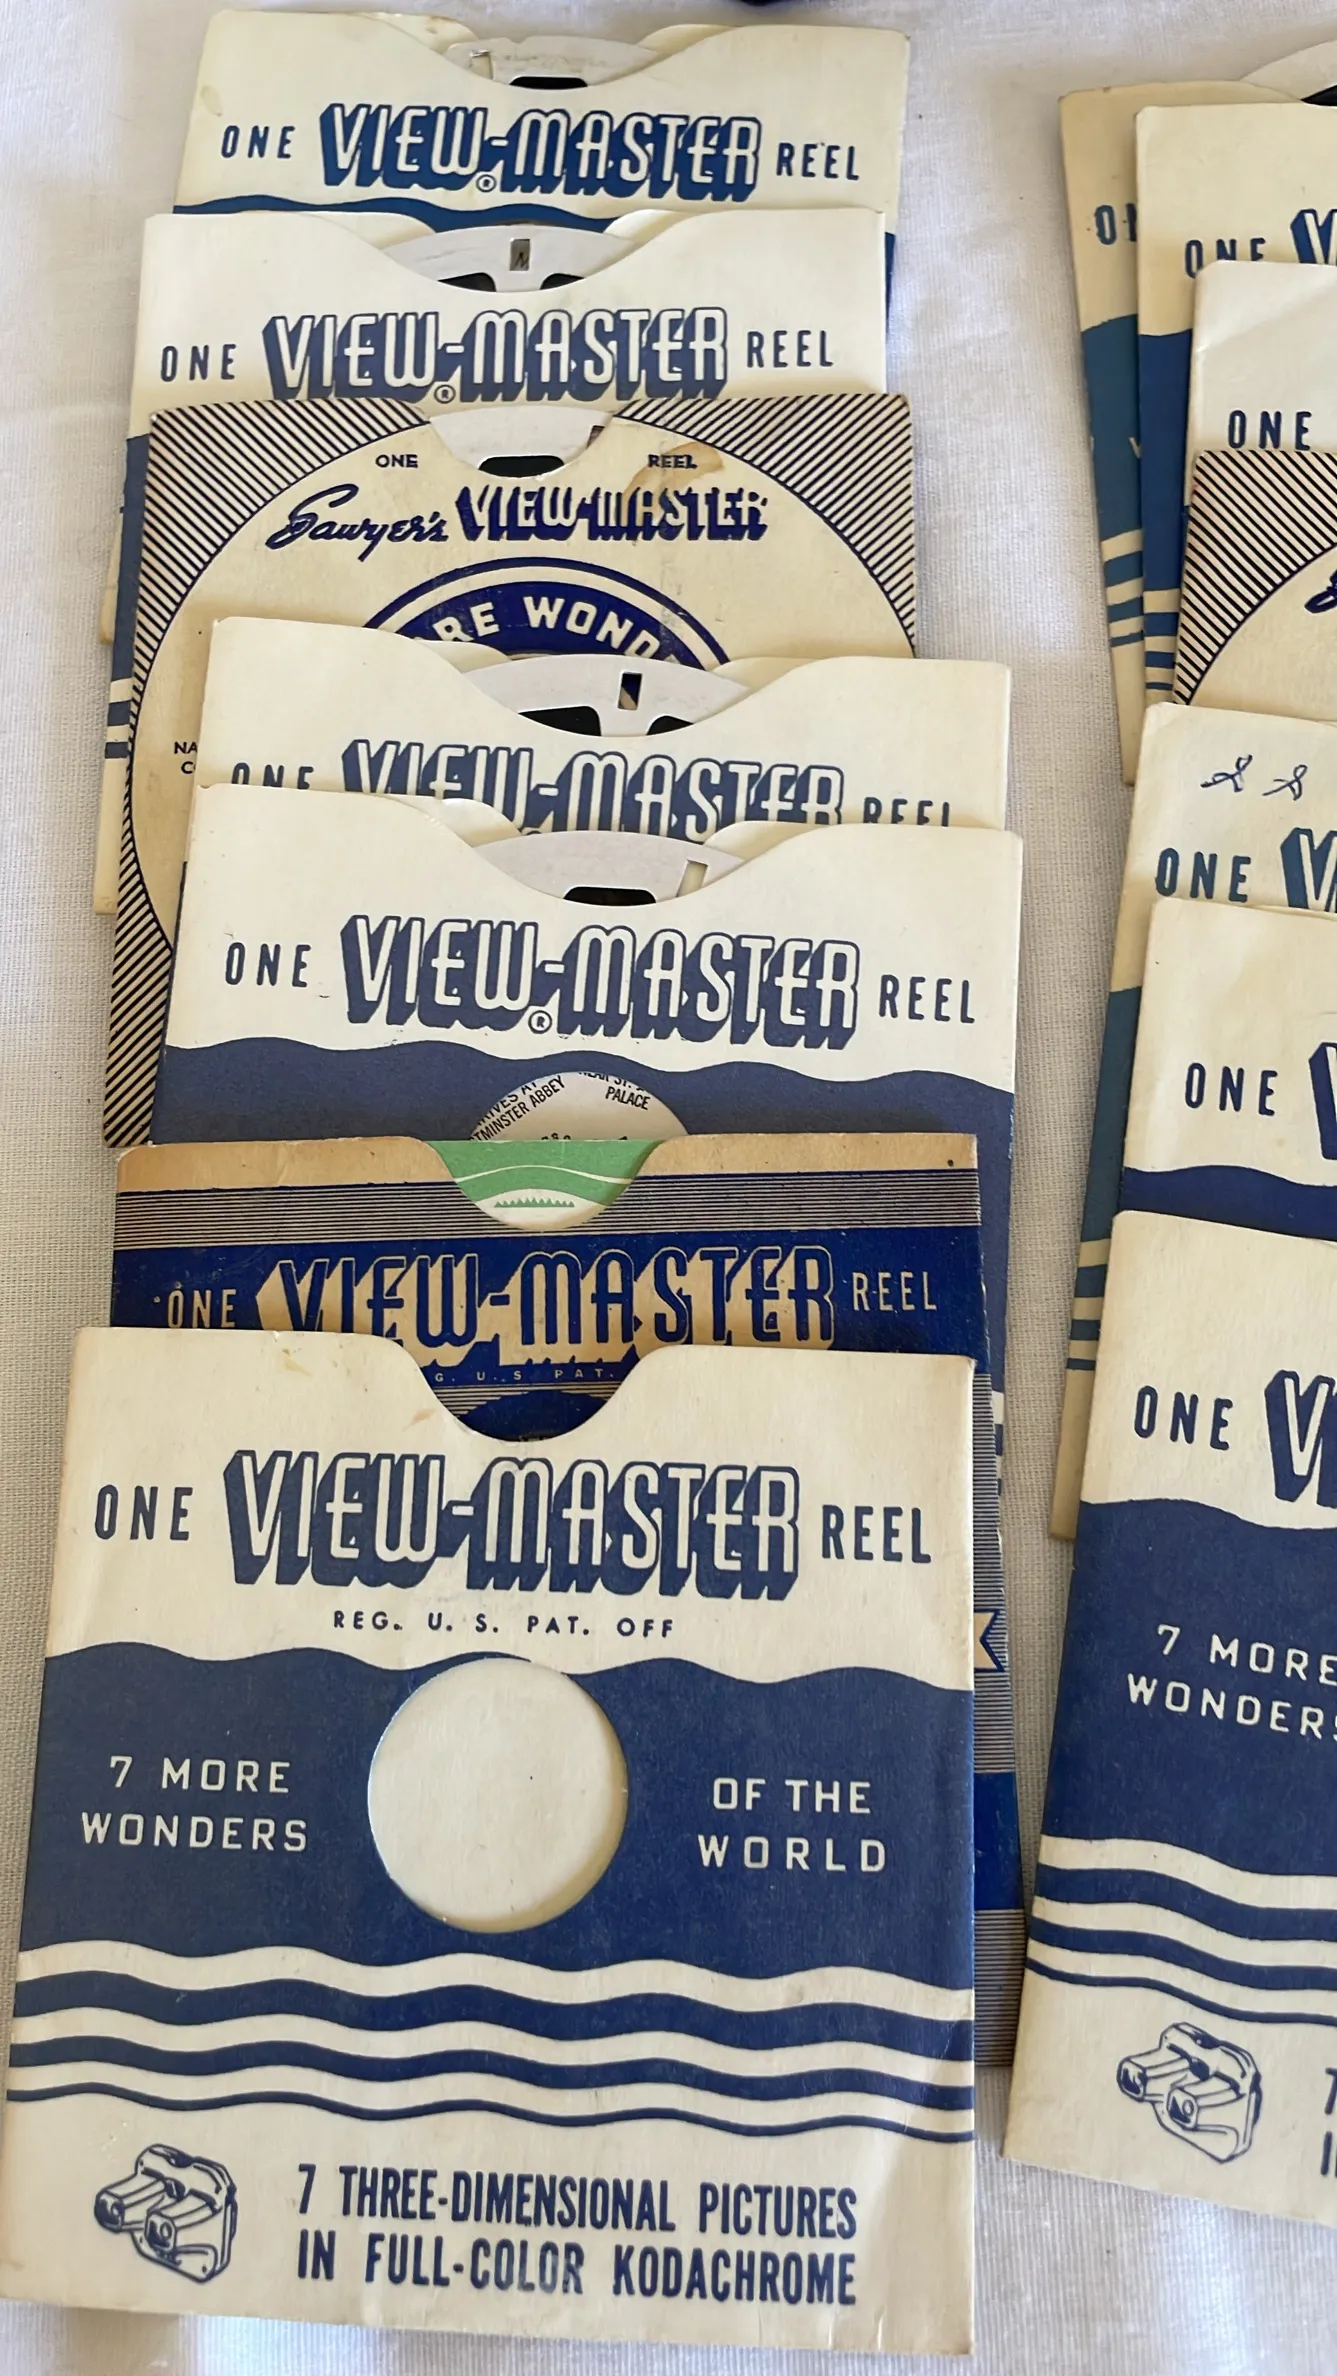 ONE VIEW-MASTER® REEL
ONE VIEW-MASTER® REEL
ONE REEL
Sawyer's VIEW-MASTER
WOND
NA
C
ONE VIEW-MASTER REEL
ONE VIEW-MASTER® REEL
WESTMINSTER ABBEY
PALACE
ONE VIEW-MASTER REEL
G. U.S PAT.
ONE VIEW-MASTER REEL
REG. U. S. PAT. OFF
7 MORE
WONDERS
OF THE
WORLD
7 THREE-DIMENSIONAL PICTURES
IN FULL-COLOR KODACHROME
ONE
ONE
ONE
ONE
ONE
7 MORE
WONDERS